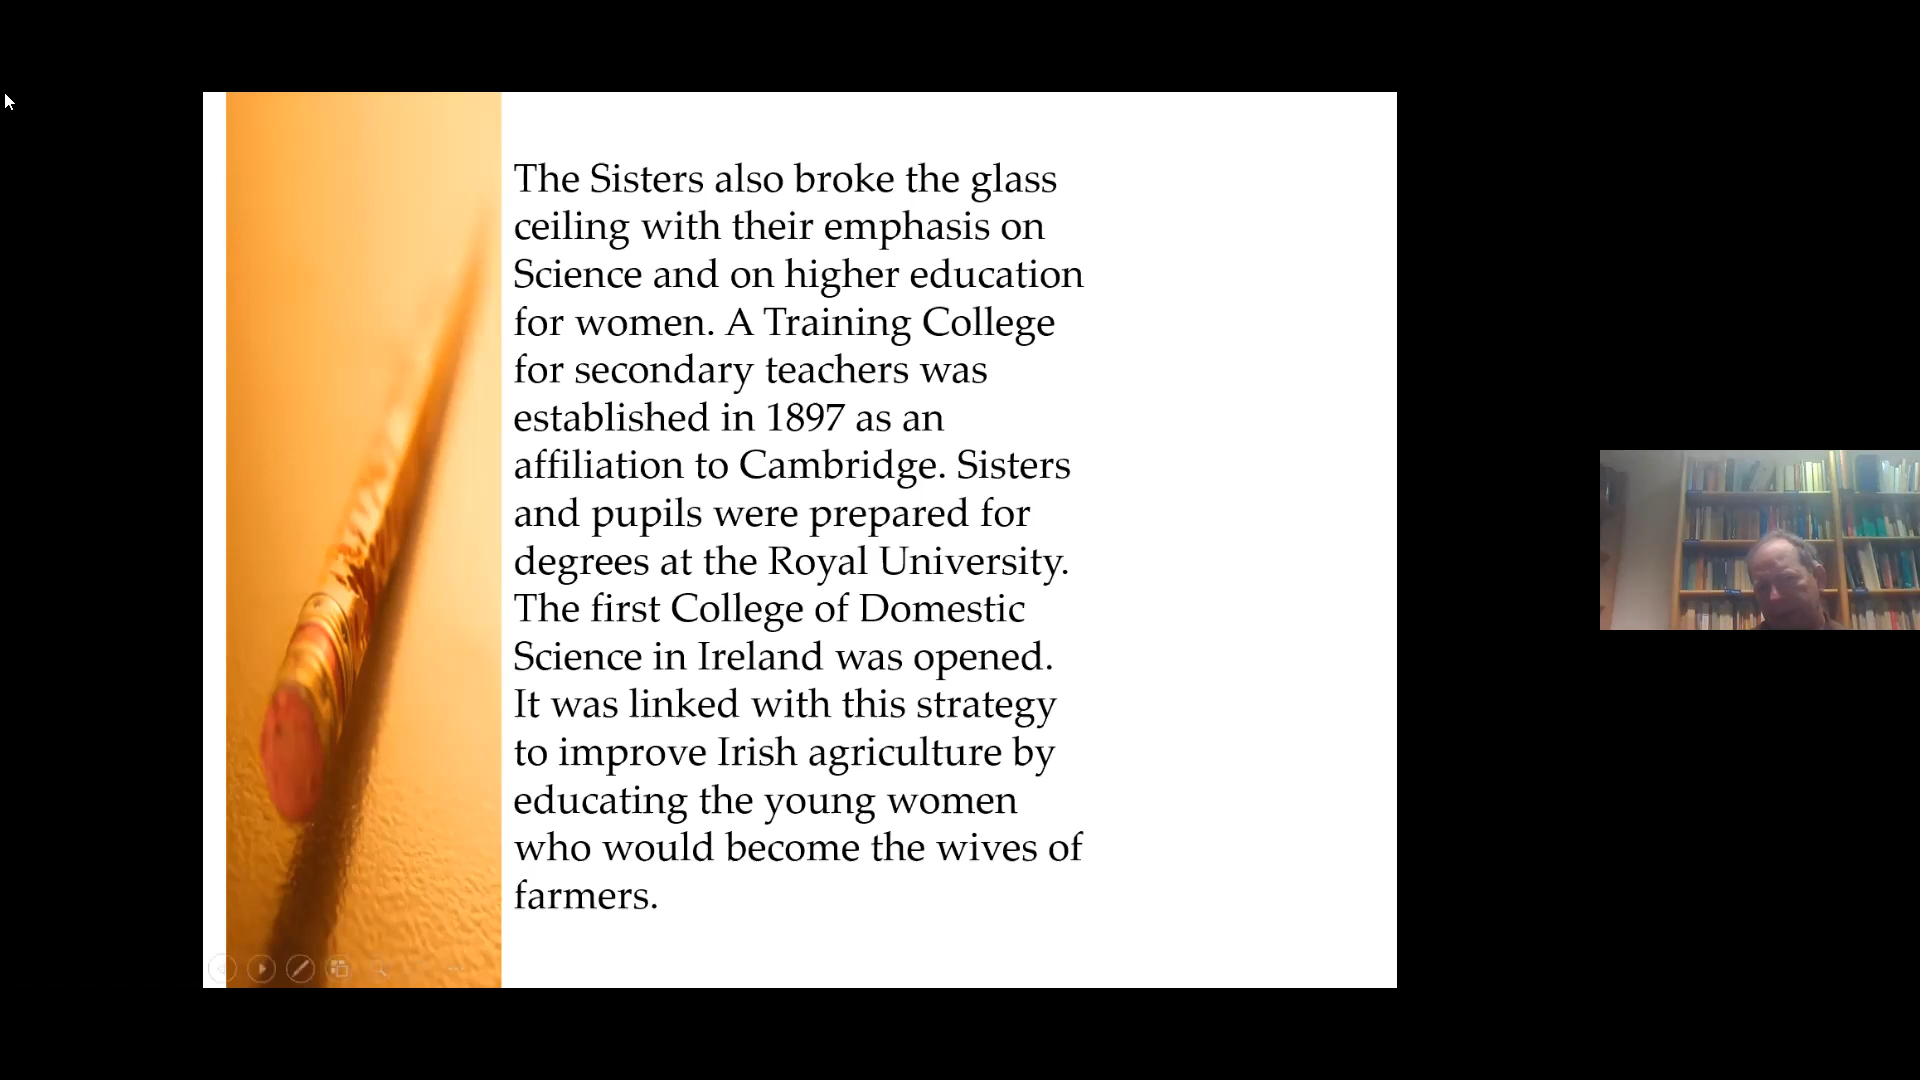 The Sisters also broke the glass
ceiling with their emphasis on
Science and on higher education
for women. A Training College
for secondary teachers was
established in 1897 as an
affiliation to Cambridge. Sisters
and pupils were prepared for
degrees at the Royal University.
The first College of Domestic
Science in Ireland was opened.
It was linked with this strategy
to improve Irish agriculture by
educating the young women
who would become the wives of
farmers.